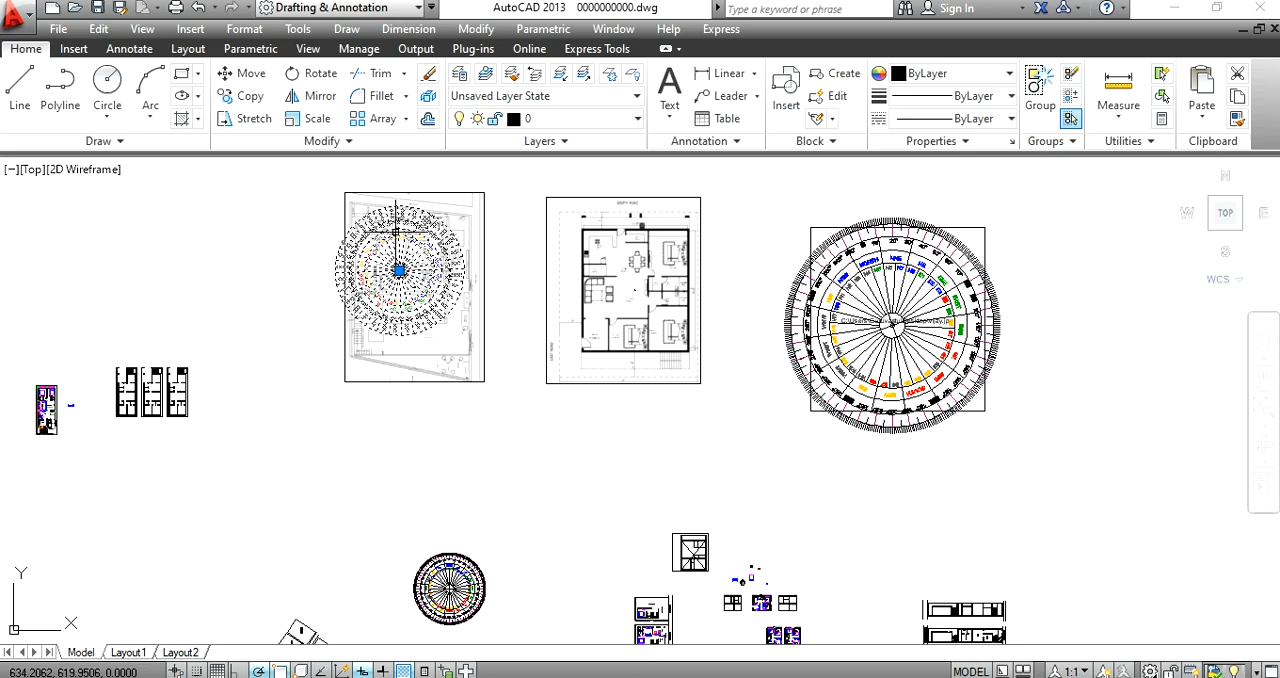 Drafting & Annotation
AutoCAD 2013 0000000000.dwg
Type a keyword or phrase
Sign In
File Edit View Insert Format Tools Draw Dimension Modify Parametric Window Help Express
Home Insert Annotate Layout Parametric View Manage Output Plug-ins Online Express Tools
Move Rotate Trim
Unsaved Layer State
Linear
Create
ByLayer
Line Polyline Circle Arc
Copy Mirror Fillet
Text
Leader
Insert
Edit
ByLayer
Group
Measure
Paste
Stretch Scale Array
0
Table
ByLayer
Draw Modify Layers Annotation Block Properties Groups Utilities Clipboard
[−][Top][2D Wireframe]
N
W TOP E
S
WCS
NORTH
EAST
SOUTH
Y
X
Model Layout1 Layout2
634.2062, 619.9506, 0.0000
MODEL
1:1